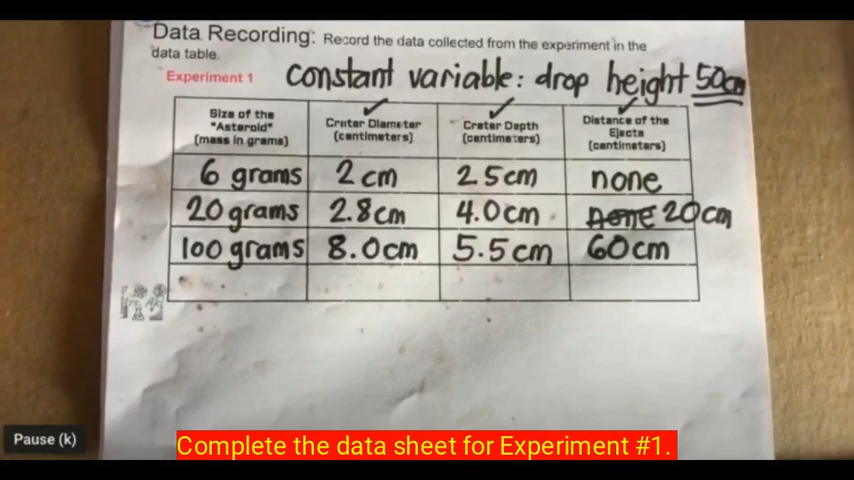 Data Recording: Record the data collected from the experiment in the
data table.
Experiment 1 constant variable: drop height 50cm
Size of the "Asteroid" (mass in grams) Crater Diameter (centimeters) Crater Depth (centimeters) Distance of the Ejecta (centimeters)
6 grams 2 cm 2.5cm none
20 grams 2.8cm 4.0cm none 20cm
100 grams 8.0cm 5.5cm 60cm
Pause (k)
Complete the data sheet for Experiment #1.